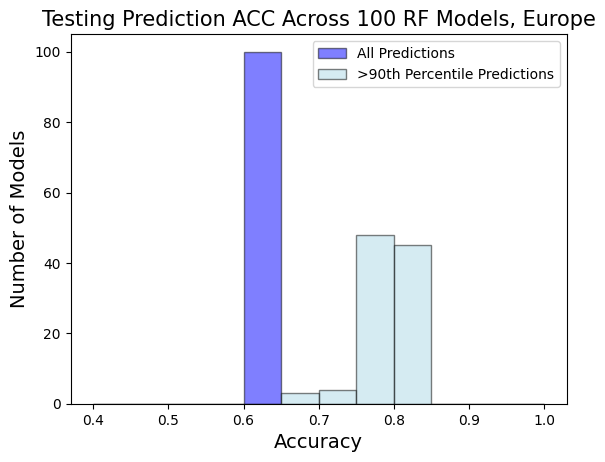 Testing Prediction ACC Across 100 RF Models, Europe
All Predictions
>90th Percentile Predictions
Number of Models
100
80
60
40
20
0
0.4 0.5 0.6 0.7 0.8 0.9 1.0
Accuracy